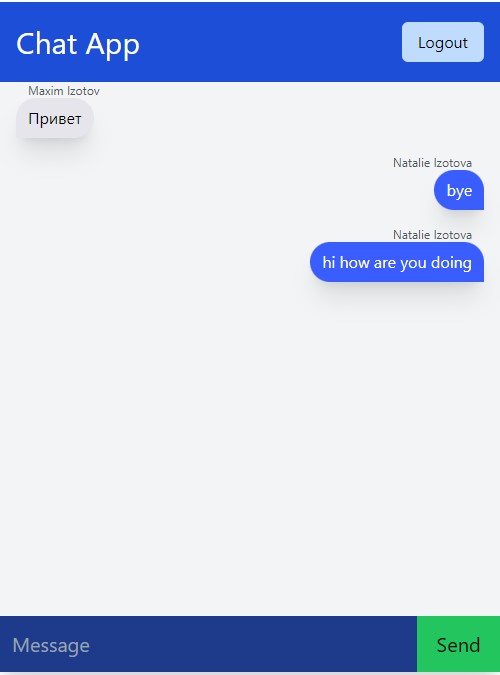 Chat App
Logout
Maxim Izotov
Привет
Natalie Izotova
bye
Natalie Izotova
hi how are you doing
Message
Send